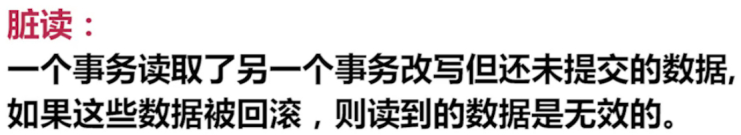 脏读：
一个事务读取了另一个事务改写但还未提交的数据,
如果这些数据被回滚，则读到的数据是无效的。